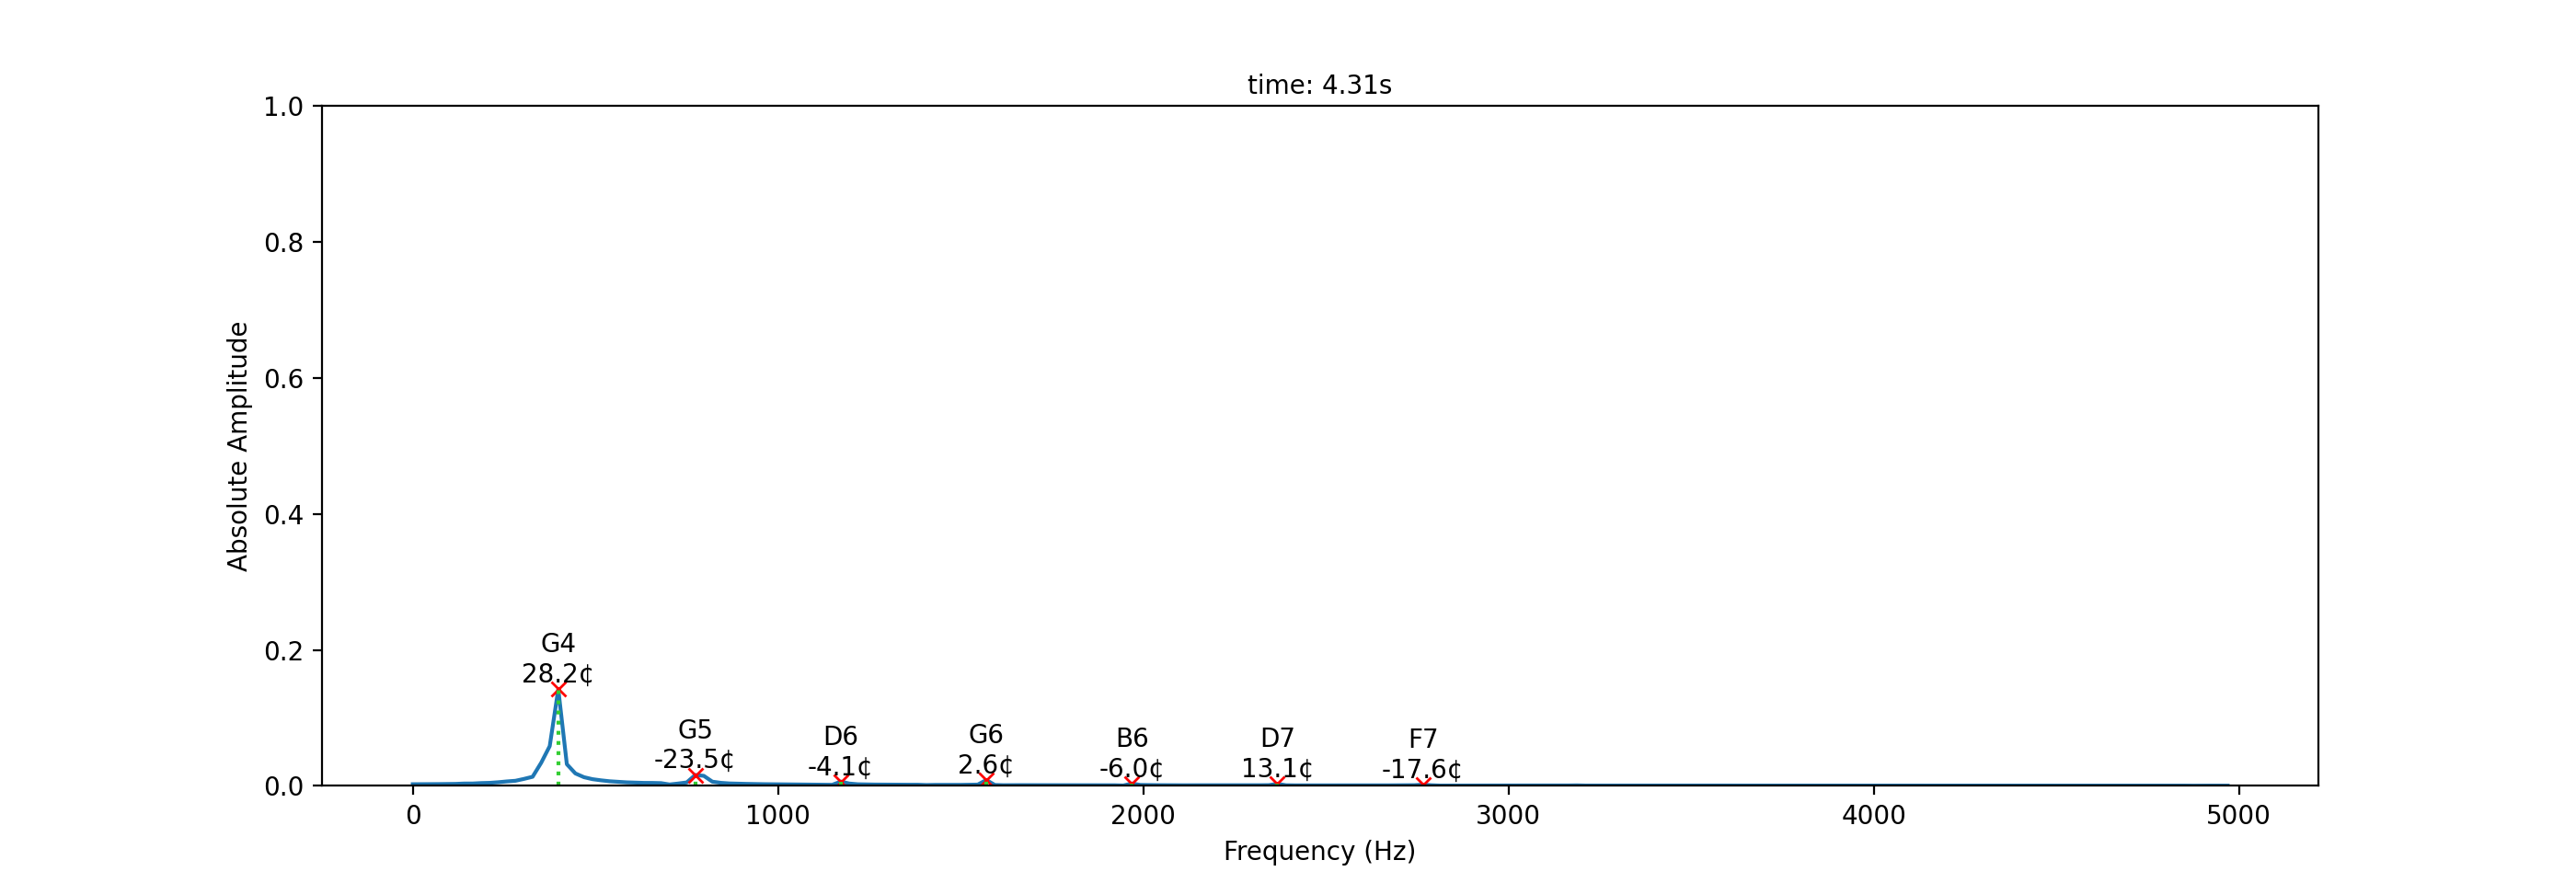 time: 4.31s
1.0
0.8
0.6
0.4
0.2
0.0
Absolute Amplitude
G4
28.2¢
G5
-23.5¢
D6
-4.1¢
G6
2.6¢
B6
-6.0¢
D7
13.1¢
F7
-17.6¢
0 1000 2000 3000 4000 5000
Frequency (Hz)